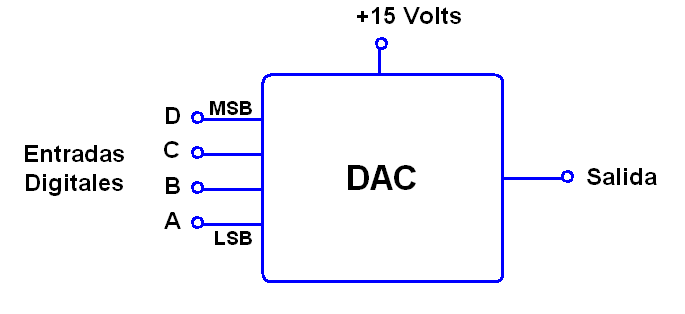 +15 Volts
D
MSB
C
Entradas
Digitales
B
A
LSB
DAC
Salida